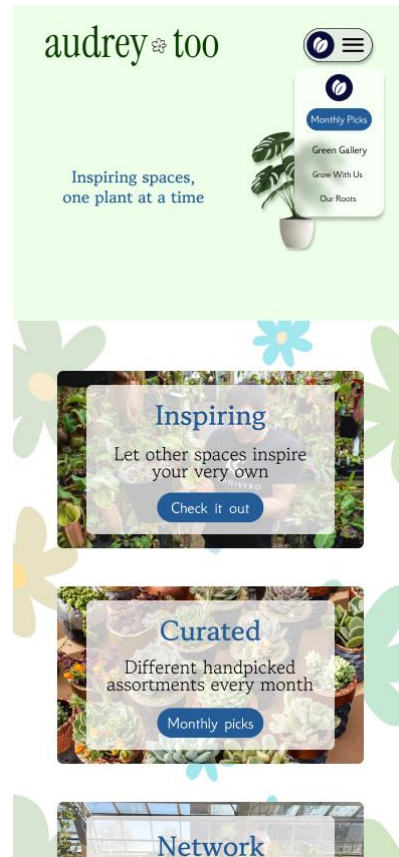 audrey too
Monthly Picks
Green Gallery
Grow With Us
Our Roots
Inspiring spaces,
one plant at a time
Inspiring
Let other spaces inspire
your very own
Check it out
Curated
Different handpicked
assortments every month
Monthly picks
Network